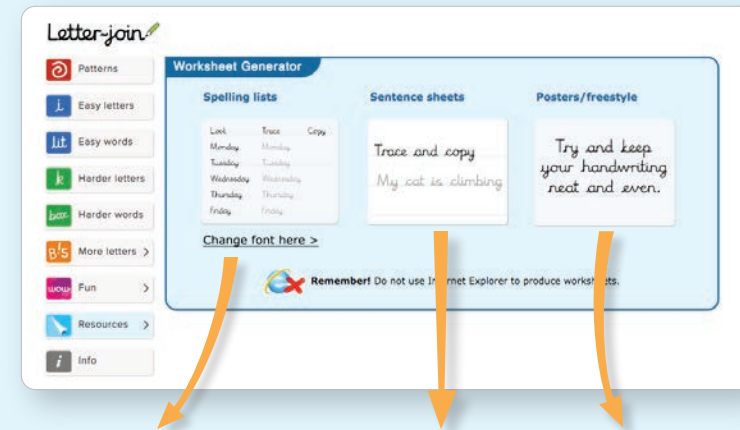 Letter-join
Patterns
Easy letters
Easy words
Harder letters
Harder words
More letters >
Fun >
Resources >
Info
i
lit
k
box
B's
wow
i
Worksheet Generator
Spelling lists
Look Trace Copy
Monday Monday
Tuesday Tuesday
Wednesday Wednesday
Thursday Thursday
Friday Friday
Change font here >
Sentence sheets
Trace and copy
My cat is climbing
Posters/freestyle
Try and keep
your handwriting
neat and even.
Remember! Do not use Internet Explorer to produce worksheets.